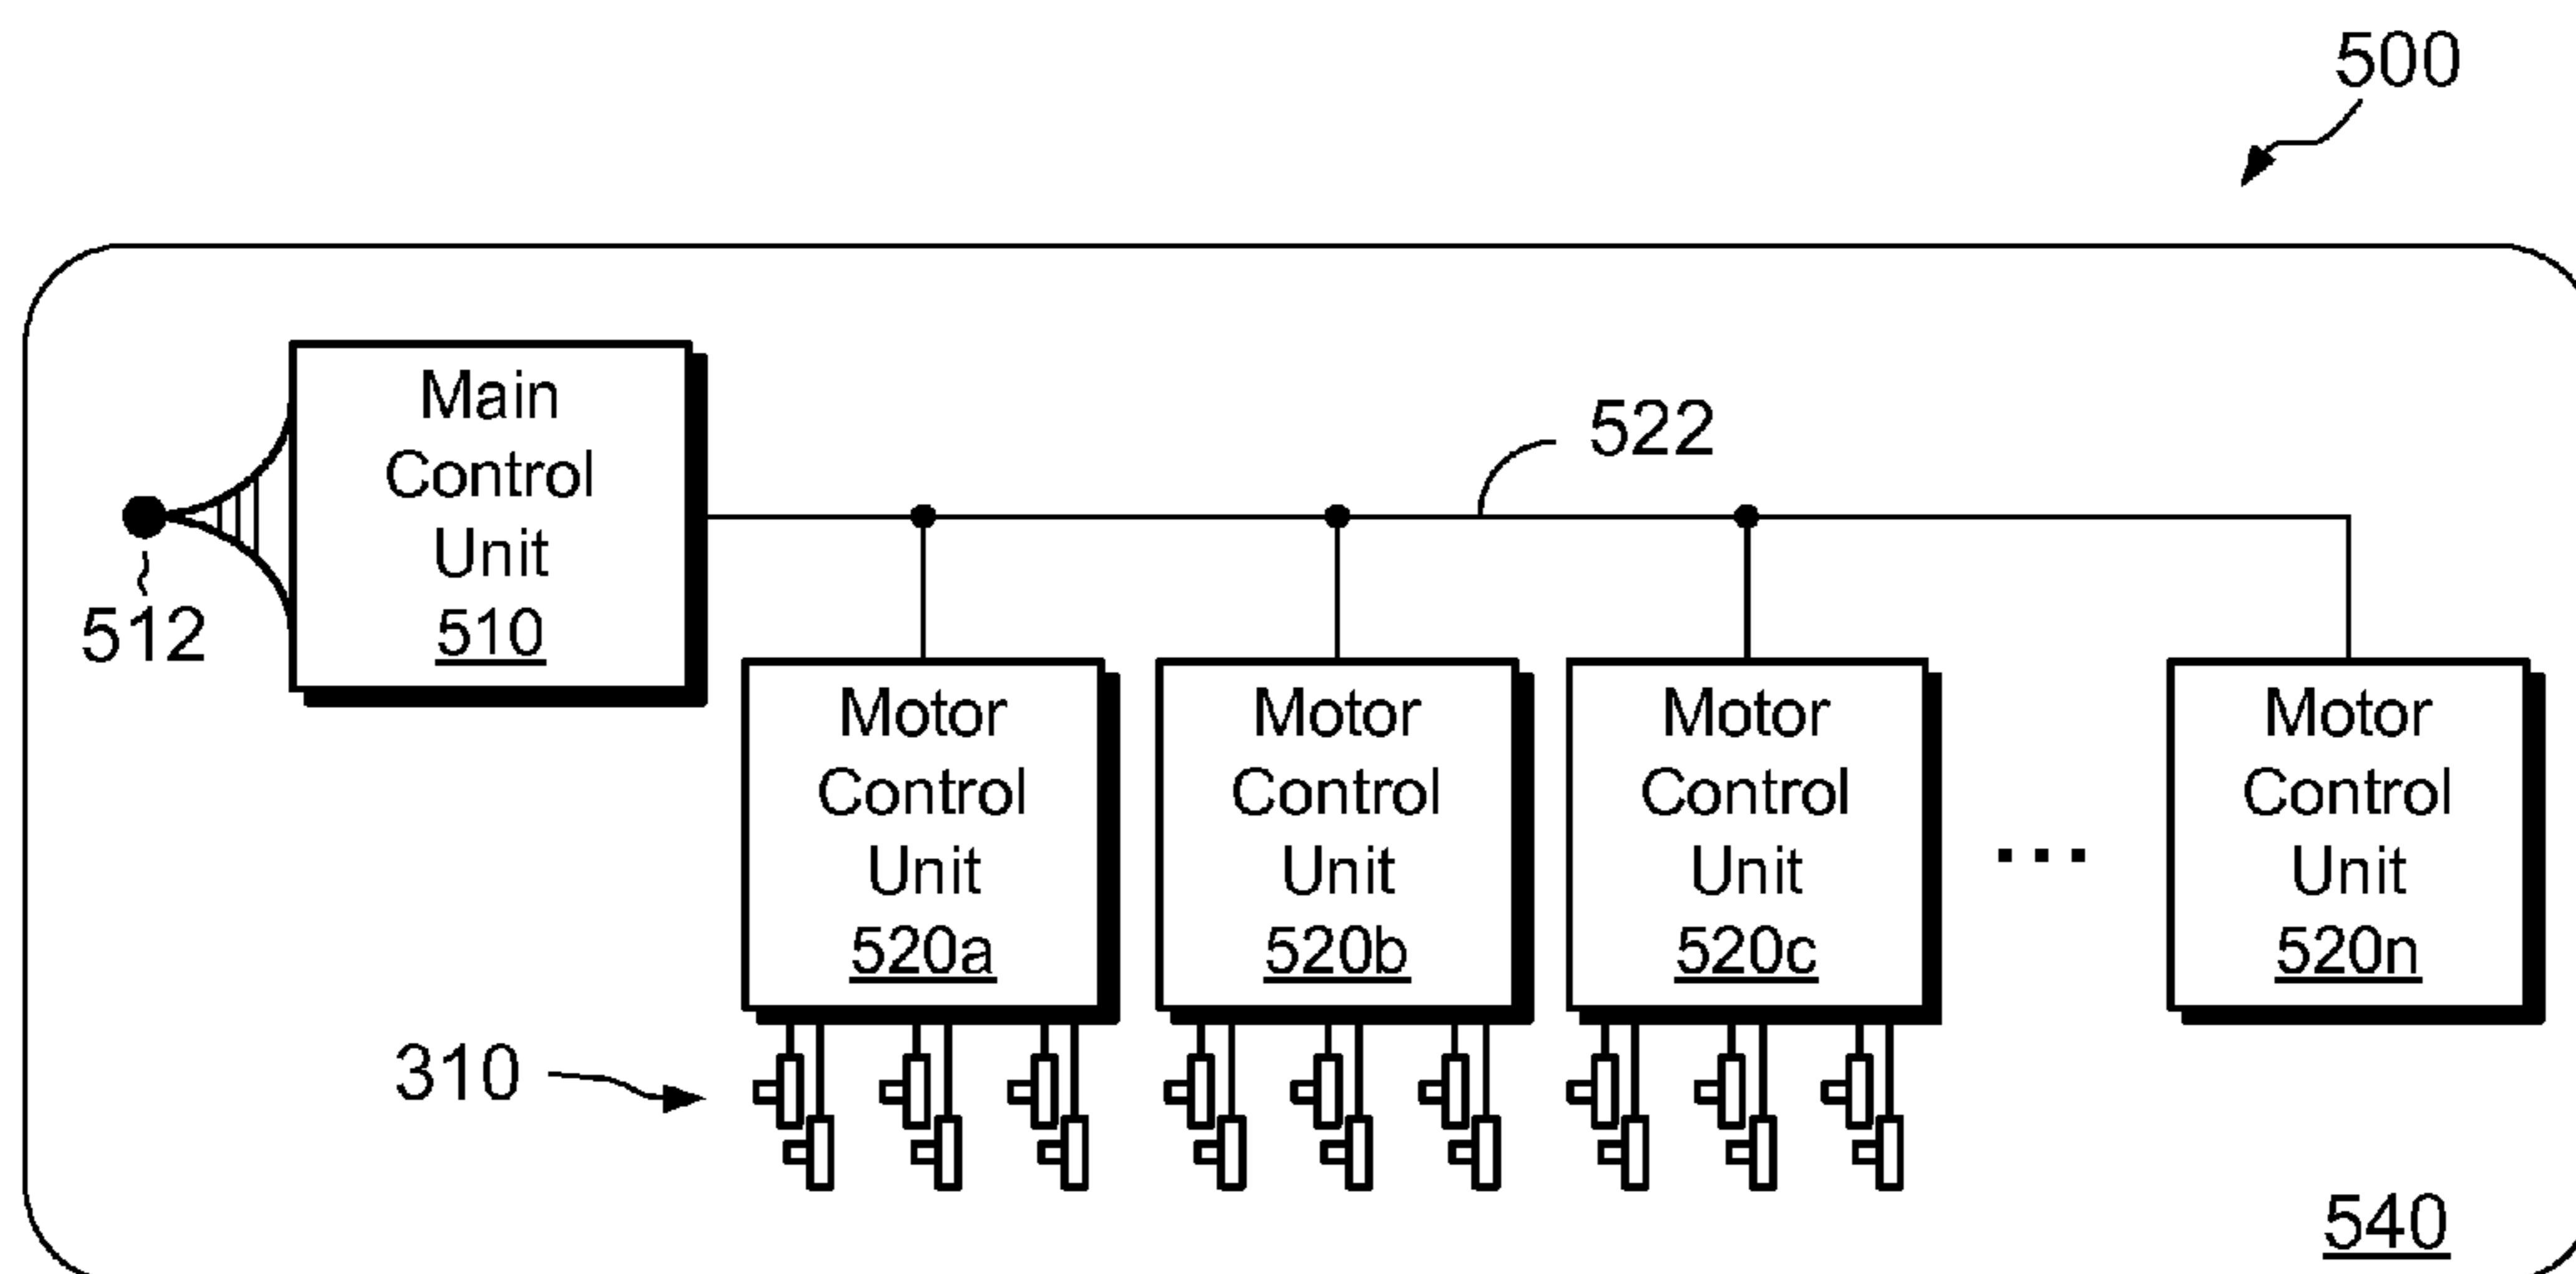 500
Main
Control
Unit
510
512
522
Motor
Control
Unit
520a
Motor
Control
Unit
520b
Motor
Control
Unit
520c
...
Motor
Control
Unit
520n
310
540